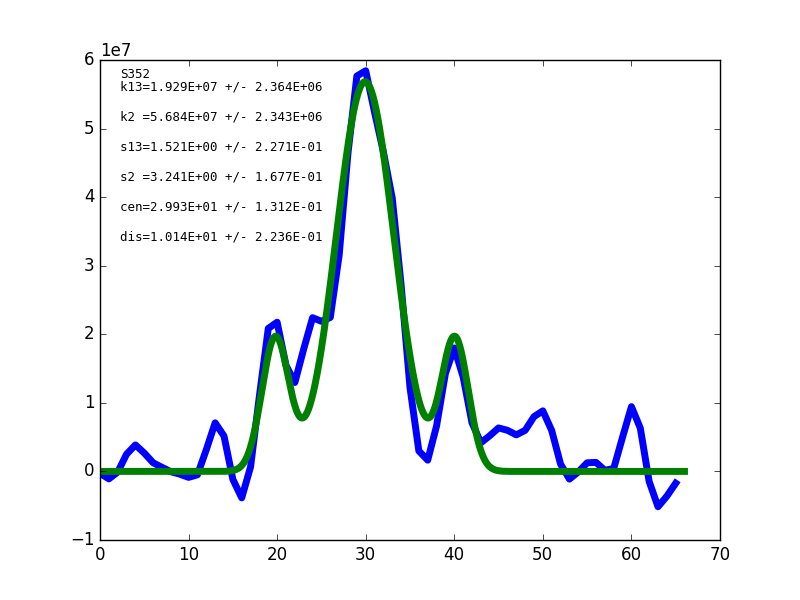 1e7
S352
k13=1.929E+07 +/- 2.364E+06
k2 =5.684E+07 +/- 2.343E+06
s13=1.521E+00 +/- 2.271E-01
s2 =3.241E+00 +/- 1.677E-01
cen=2.993E+01 +/- 1.312E-01
dis=1.014E+01 +/- 2.236E-01
6
5
4
3
2
1
0
−1
0 10 20 30 40 50 60 70